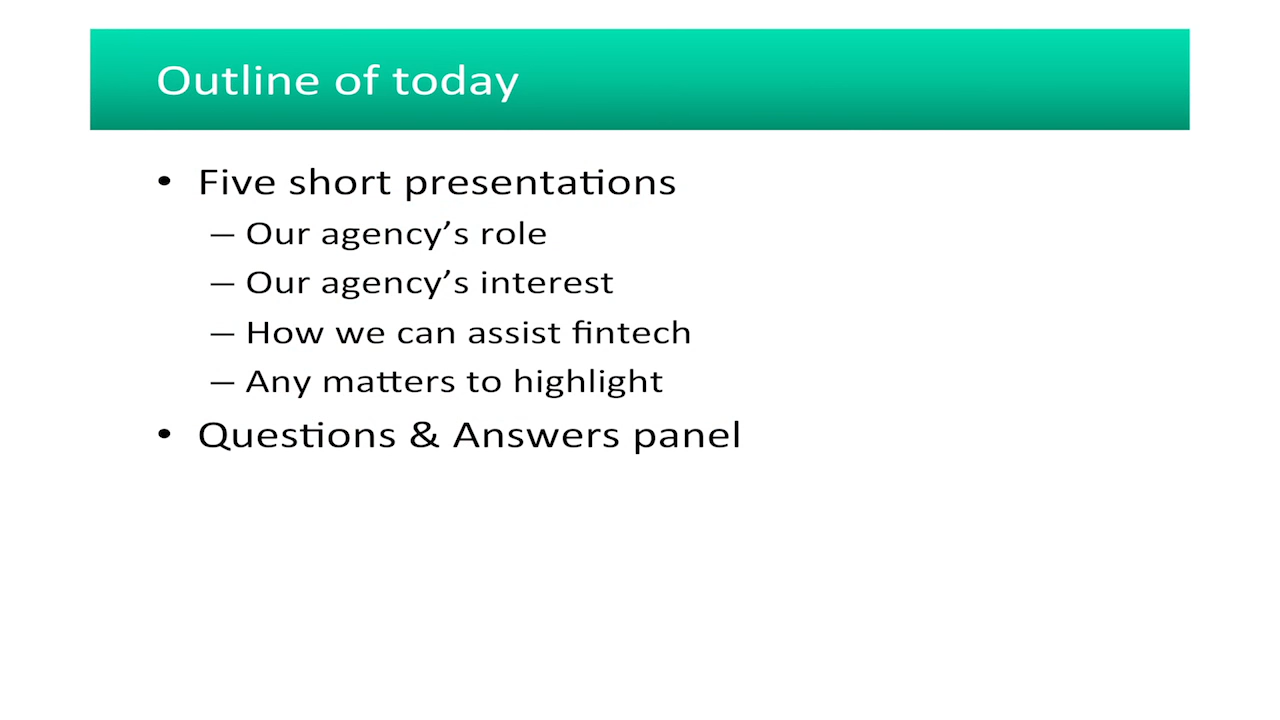 Outline of today
• Five short presentations
– Our agency’s role
– Our agency’s interest
– How we can assist fintech
– Any matters to highlight
• Questions & Answers panel